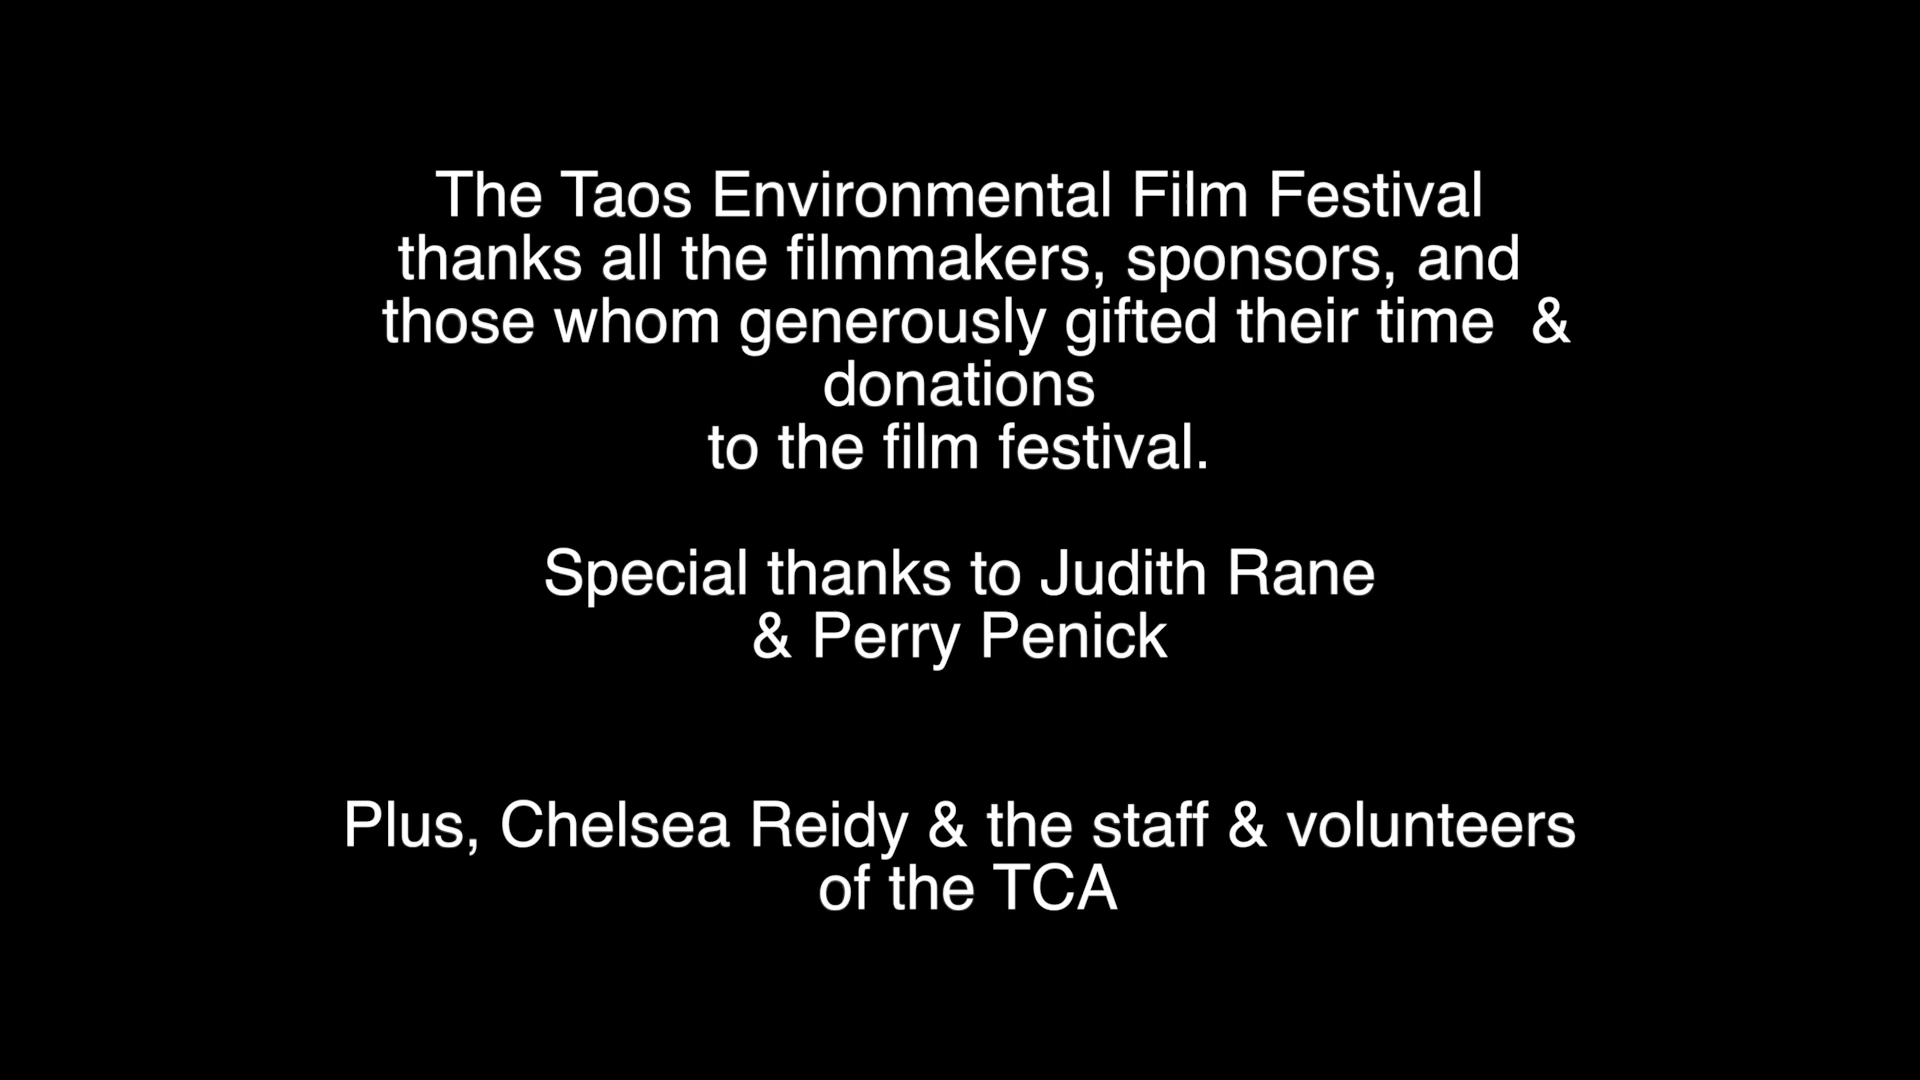 The Taos Environmental Film Festival
thanks all the filmmakers, sponsors, and
those whom generously gifted their time  &
donations
to the film festival.
Special thanks to Judith Rane
& Perry Penick
Plus, Chelsea Reidy & the staff & volunteers
of the TCA